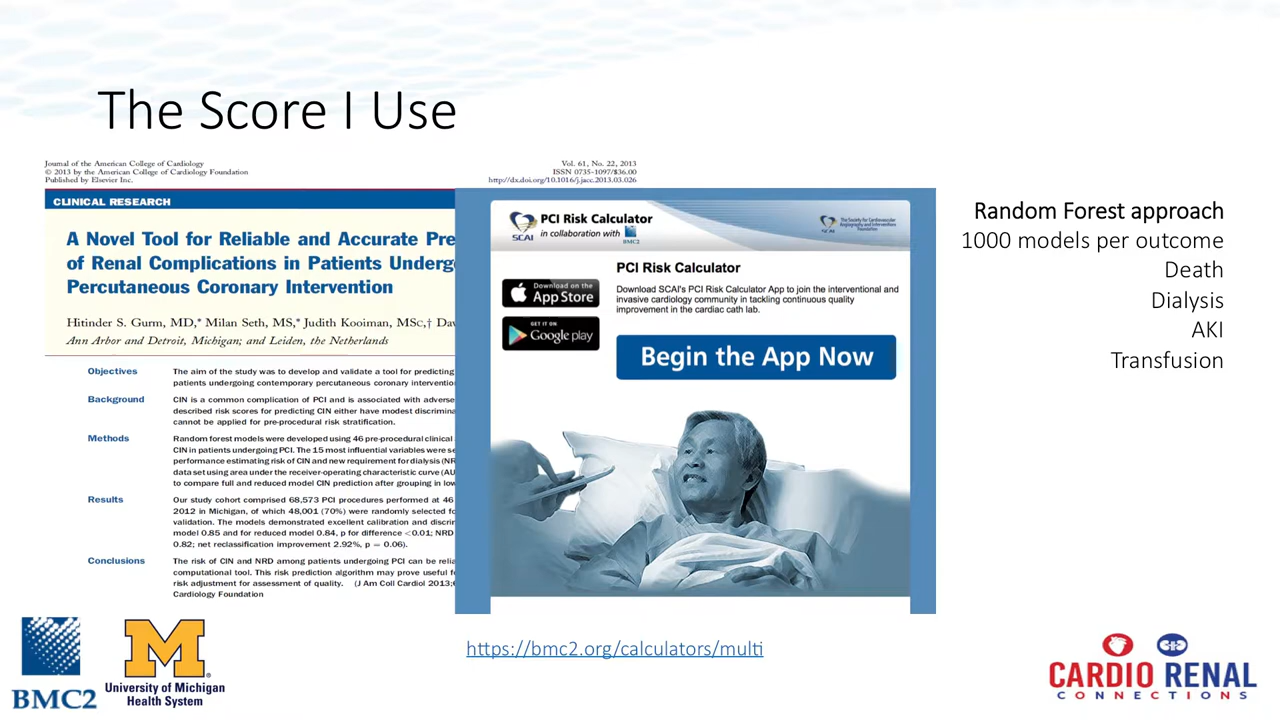 The Score I Use
Journal of the American College of Cardiology
© 2013 by the American College of Cardiology Foundation
Published by Elsevier Inc.
Vol. 61, No. 22, 2013
ISSN 0735-1097/$36.00
http://dx.doi.org/10.1016/j.jacc.2013.03.026
CLINICAL RESEARCH
A Novel Tool for Reliable and Accurate Pre
of Renal Complications in Patients Underg
Percutaneous Coronary Intervention
Hitinder S. Gurm, MD,* Milan Seth, MS,* Judith Kooiman, MSC,† Dav
Ann Arbor and Detroit, Michigan; and Leiden, the Netherlands
Objectives
The aim of the study was to develop and validate a tool for predicting
patients undergoing contemporary percutaneous coronary interventio
Background
CIN is a common complication of PCI and is associated with adverse
described risk scores for predicting CIN either have modest discrimina
cannot be applied for pre-procedural risk stratification.
Methods
Random forest models were developed using 46 pre-procedural clinical
CIN in patients undergoing PCI. The 15 most influential variables were se
performance estimating risk of CIN and new requirement for dialysis (NR
data set using area under the receiver-operating characteristic curve (AU
to compare full and reduced model CIN prediction after grouping in low
Results
Our study cohort comprised 68,573 PCI procedures performed at 46
2012 in Michigan, of which 48,001 (70%) were randomly selected fo
validation. The models demonstrated excellent calibration and discrin
model 0.85 and for reduced model 0.84, p for difference <0.01; NRD
0.82; net reclassification improvement 2.92%, p = 0.06).
Conclusions
The risk of CIN and NRD among patients undergoing PCI can be relia
computational tool. This risk prediction algorithm may prove useful f
risk adjustment for assessment of quality. (J Am Coll Cardiol 2013;
Cardiology Foundation
SCAI
PCI Risk Calculator
in collaboration with
BMC2
SCAI
The Society for Cardiovascular
Angiography and Interventions
Foundation
PCI Risk Calculator
Download on the
App Store
GET IT ON
Google play
Download SCAI's PCI Risk Calculator App to join the interventional and
invasive cardiology community in tackling continuous quality
improvement in the cardiac cath lab.
Begin the App Now
Random Forest approach
1000 models per outcome
Death
Dialysis
AKI
Transfusion
https://bmc2.org/calculators/multi
BMC2
M
University of Michigan
Health System
CARDIO RENAL
CONNECTIONS